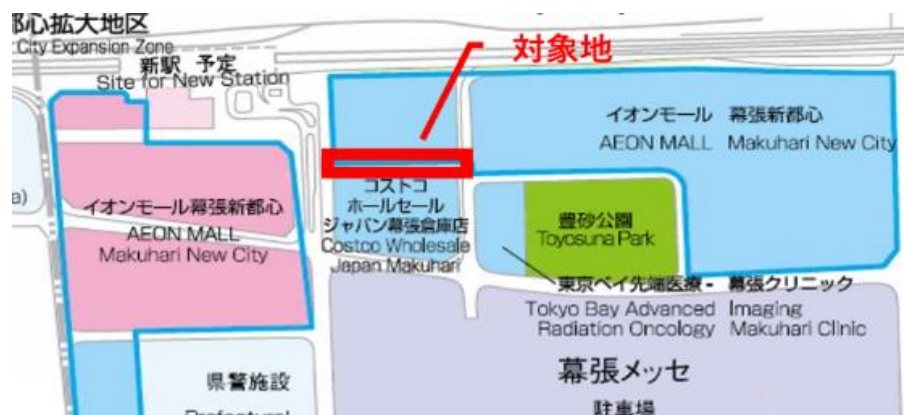 都心拡大地区
City Expansion Zone
新駅 予定
Site for New Station
対象地
イオンモール 幕張新都心
AEON MALL Makuhari New City
イオンモール幕張新都心
AEON MALL
Makuhari New City
a)
コストコ
ホールセール
ジャパン幕張倉庫店
Costco Wholesale
Japan Makuhari
豊砂公園
Toyosuna Park
東京ベイ先端医療・幕張クリニック
Tokyo Bay Advanced Imaging
Radiation Oncology Makuhari Clinic
県警施設
Prefectural
幕張メッセ
駐車場